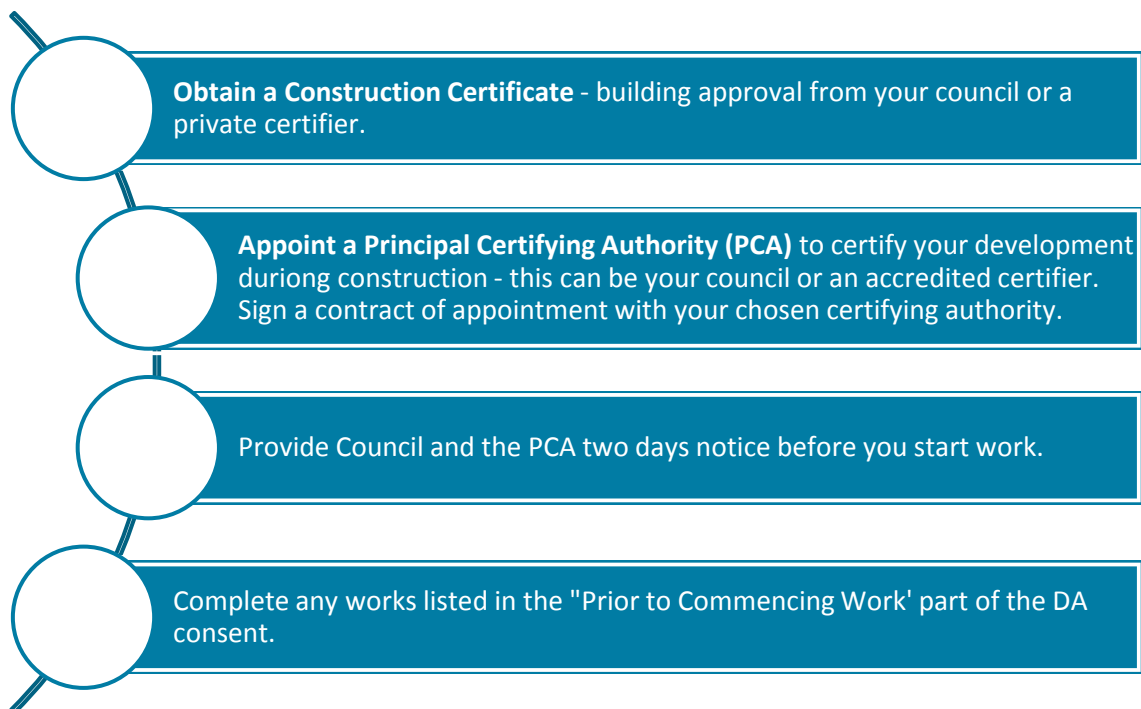 Obtain a Construction Certificate - building approval from your council or a
private certifier.
Appoint a Principal Certifying Authority (PCA) to certify your development
duriong construction - this can be your council or an accredited certifier.
Sign a contract of appointment with your chosen certifying authority.
Provide Council and the PCA two days notice before you start work.
Complete any works listed in the "Prior to Commencing Work' part of the DA
consent.